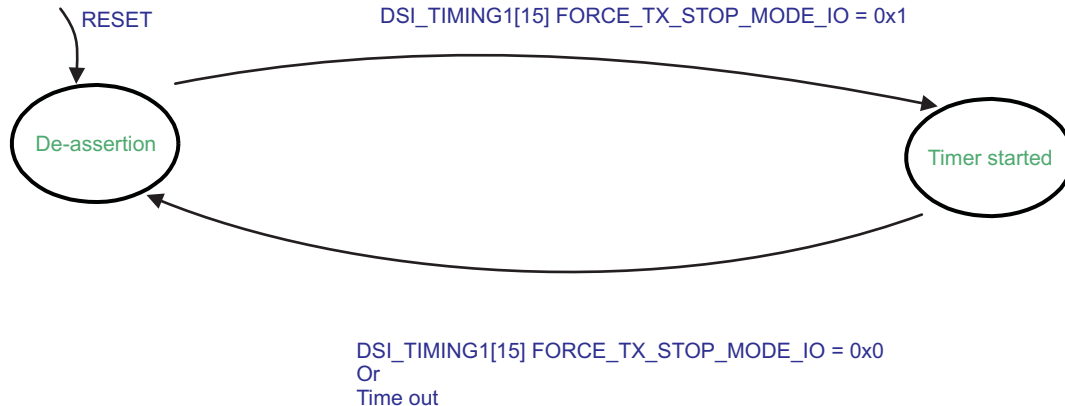 RESET
DSI_TIMING1[15] FORCE_TX_STOP_MODE_IO = 0x1
De-assertion
Timer started
DSI_TIMING1[15] FORCE_TX_STOP_MODE_IO = 0x0
Or
Time out